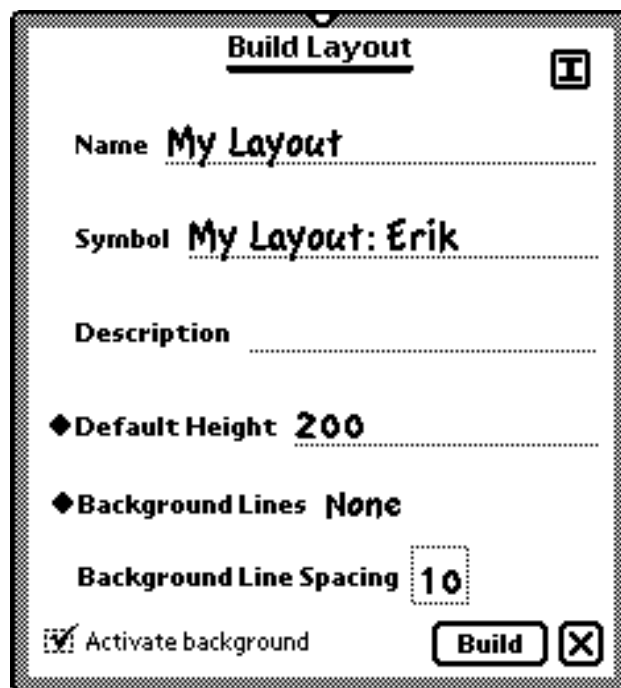 Build Layout
Name My Layout
Symbol My Layout: Erik
Description
Default Height 200
Background Lines None
Background Line Spacing 10
Activate background Build